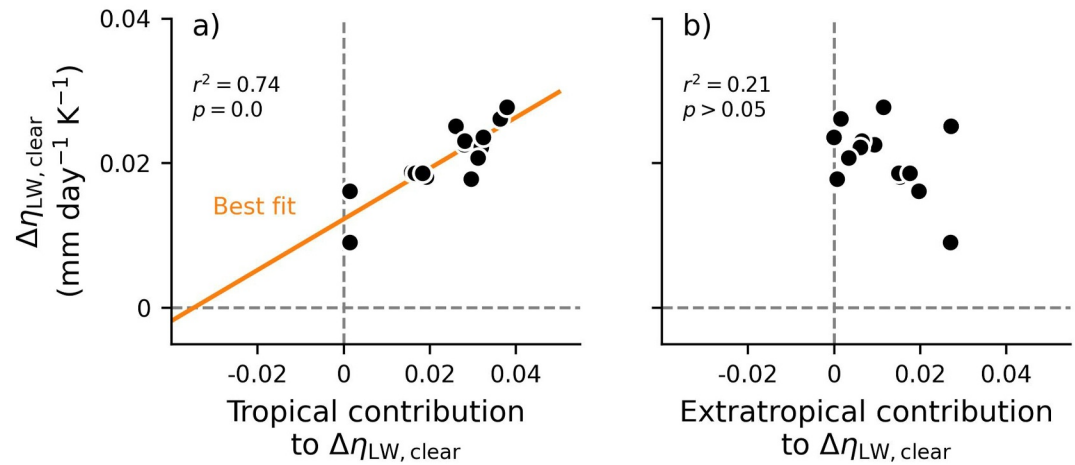 Δη_LW, clear
(mm day⁻¹ K⁻¹)
0.04
0.02
0
a)
r² = 0.74
p = 0.0
Best fit
-0.02
0
0.02
0.04
Tropical contribution
to Δη_LW, clear
b)
r² = 0.21
p > 0.05
-0.02
0
0.02
0.04
Extratropical contribution
to Δη_LW, clear